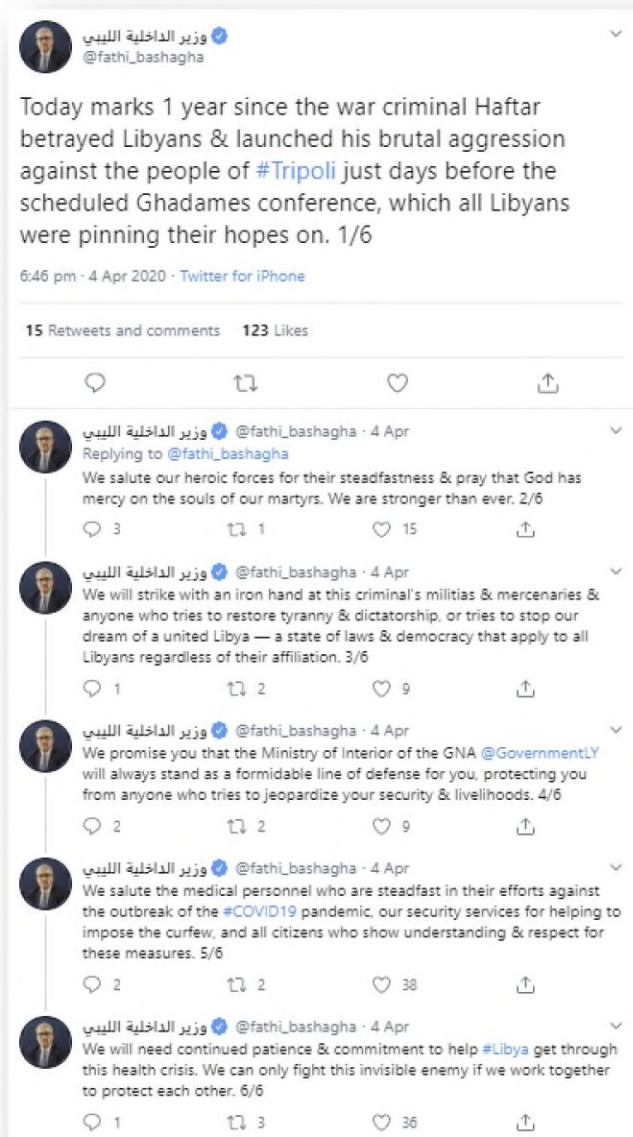 وزير الداخلية الليبي
@fathi_bashagha
Today marks 1 year since the war criminal Haftar
betrayed Libyans & launched his brutal aggression
against the people of #Tripoli just days before the
scheduled Ghadames conference, which all Libyans
were pinning their hopes on. 1/6
6:46 pm · 4 Apr 2020 · Twitter for iPhone
15 Retweets and comments 123 Likes
وزير الداخلية الليبي @fathi_bashagha · 4 Apr
Replying to @fathi_bashagha
We salute our heroic forces for their steadfastness & pray that God has
mercy on the souls of our martyrs. We are stronger than ever. 2/6
3 1 15
وزير الداخلية الليبي @fathi_bashagha · 4 Apr
We will strike with an iron hand at this criminal's militias & mercenaries &
anyone who tries to restore tyranny & dictatorship, or tries to stop our
dream of a united Libya — a state of laws & democracy that apply to all
Libyans regardless of their affiliation. 3/6
1 2 9
وزير الداخلية الليبي @fathi_bashagha · 4 Apr
We promise you that the Ministry of Interior of the GNA @GovernmentLY
will always stand as a formidable line of defense for you, protecting you
from anyone who tries to jeopardize your security & livelihoods. 4/6
2 2 9
وزير الداخلية الليبي @fathi_bashagha · 4 Apr
We salute the medical personnel who are steadfast in their efforts against
the outbreak of the #COVID19 pandemic, our security services for helping to
impose the curfew, and all citizens who show understanding & respect for
these measures. 5/6
2 2 38
وزير الداخلية الليبي @fathi_bashagha · 4 Apr
We will need continued patience & commitment to help #Libya get through
this health crisis. We can only fight this invisible enemy if we work together
to protect each other. 6/6
1 3 36